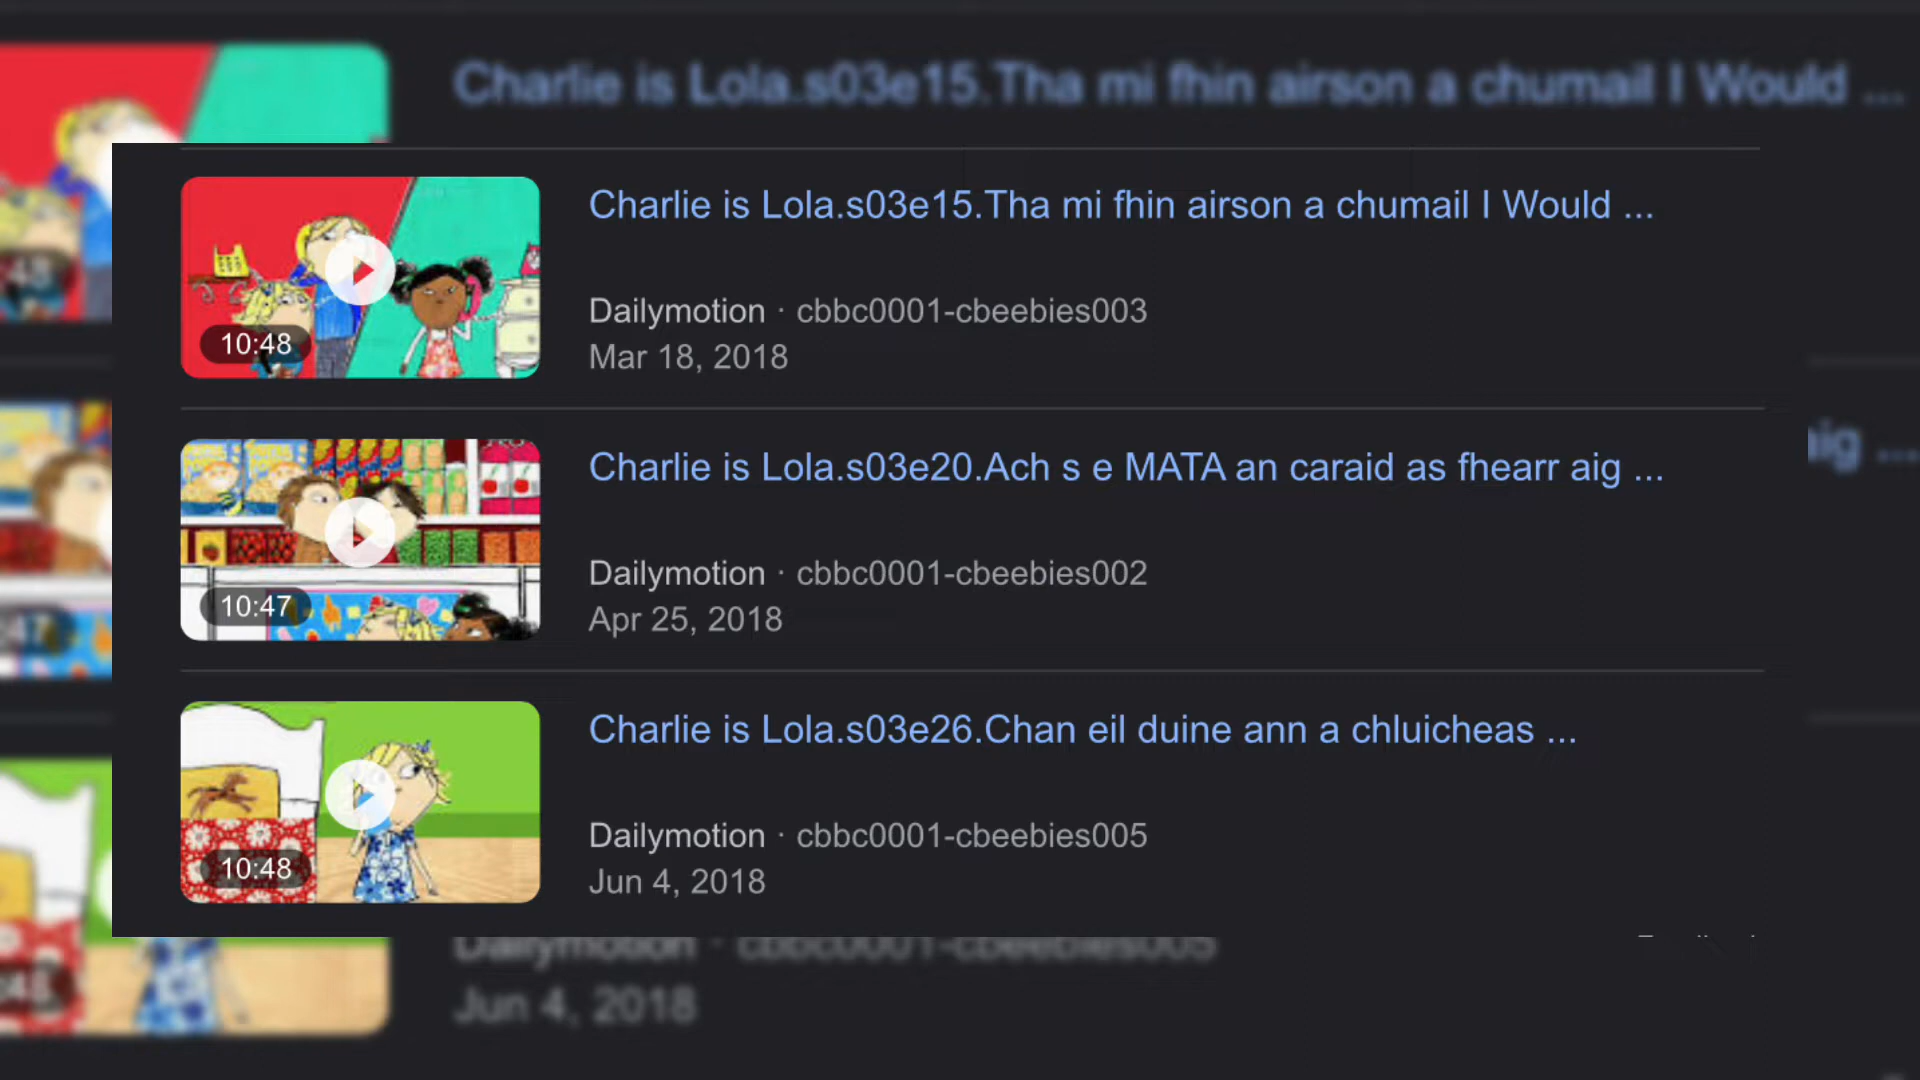 Charlie is Lola.s03e15.Tha mi fhin airson a chumail I Would ...
Charlie is Lola.s03e15.Tha mi fhin airson a chumail I Would ...
Dailymotion · cbbc0001-cbeebies003
Mar 18, 2018
10:48
Charlie is Lola.s03e20.Ach s e MATA an caraid as fhearr aig ...
aig ...
Dailymotion · cbbc0001-cbeebies002
Apr 25, 2018
10:47
Charlie is Lola.s03e26.Chan eil duine ann a chluicheas ...
Dailymotion · cbbc0001-cbeebies005
Jun 4, 2018
10:48
Dailymotion · cbbc0001-cbeebies005
Jun 4, 2018